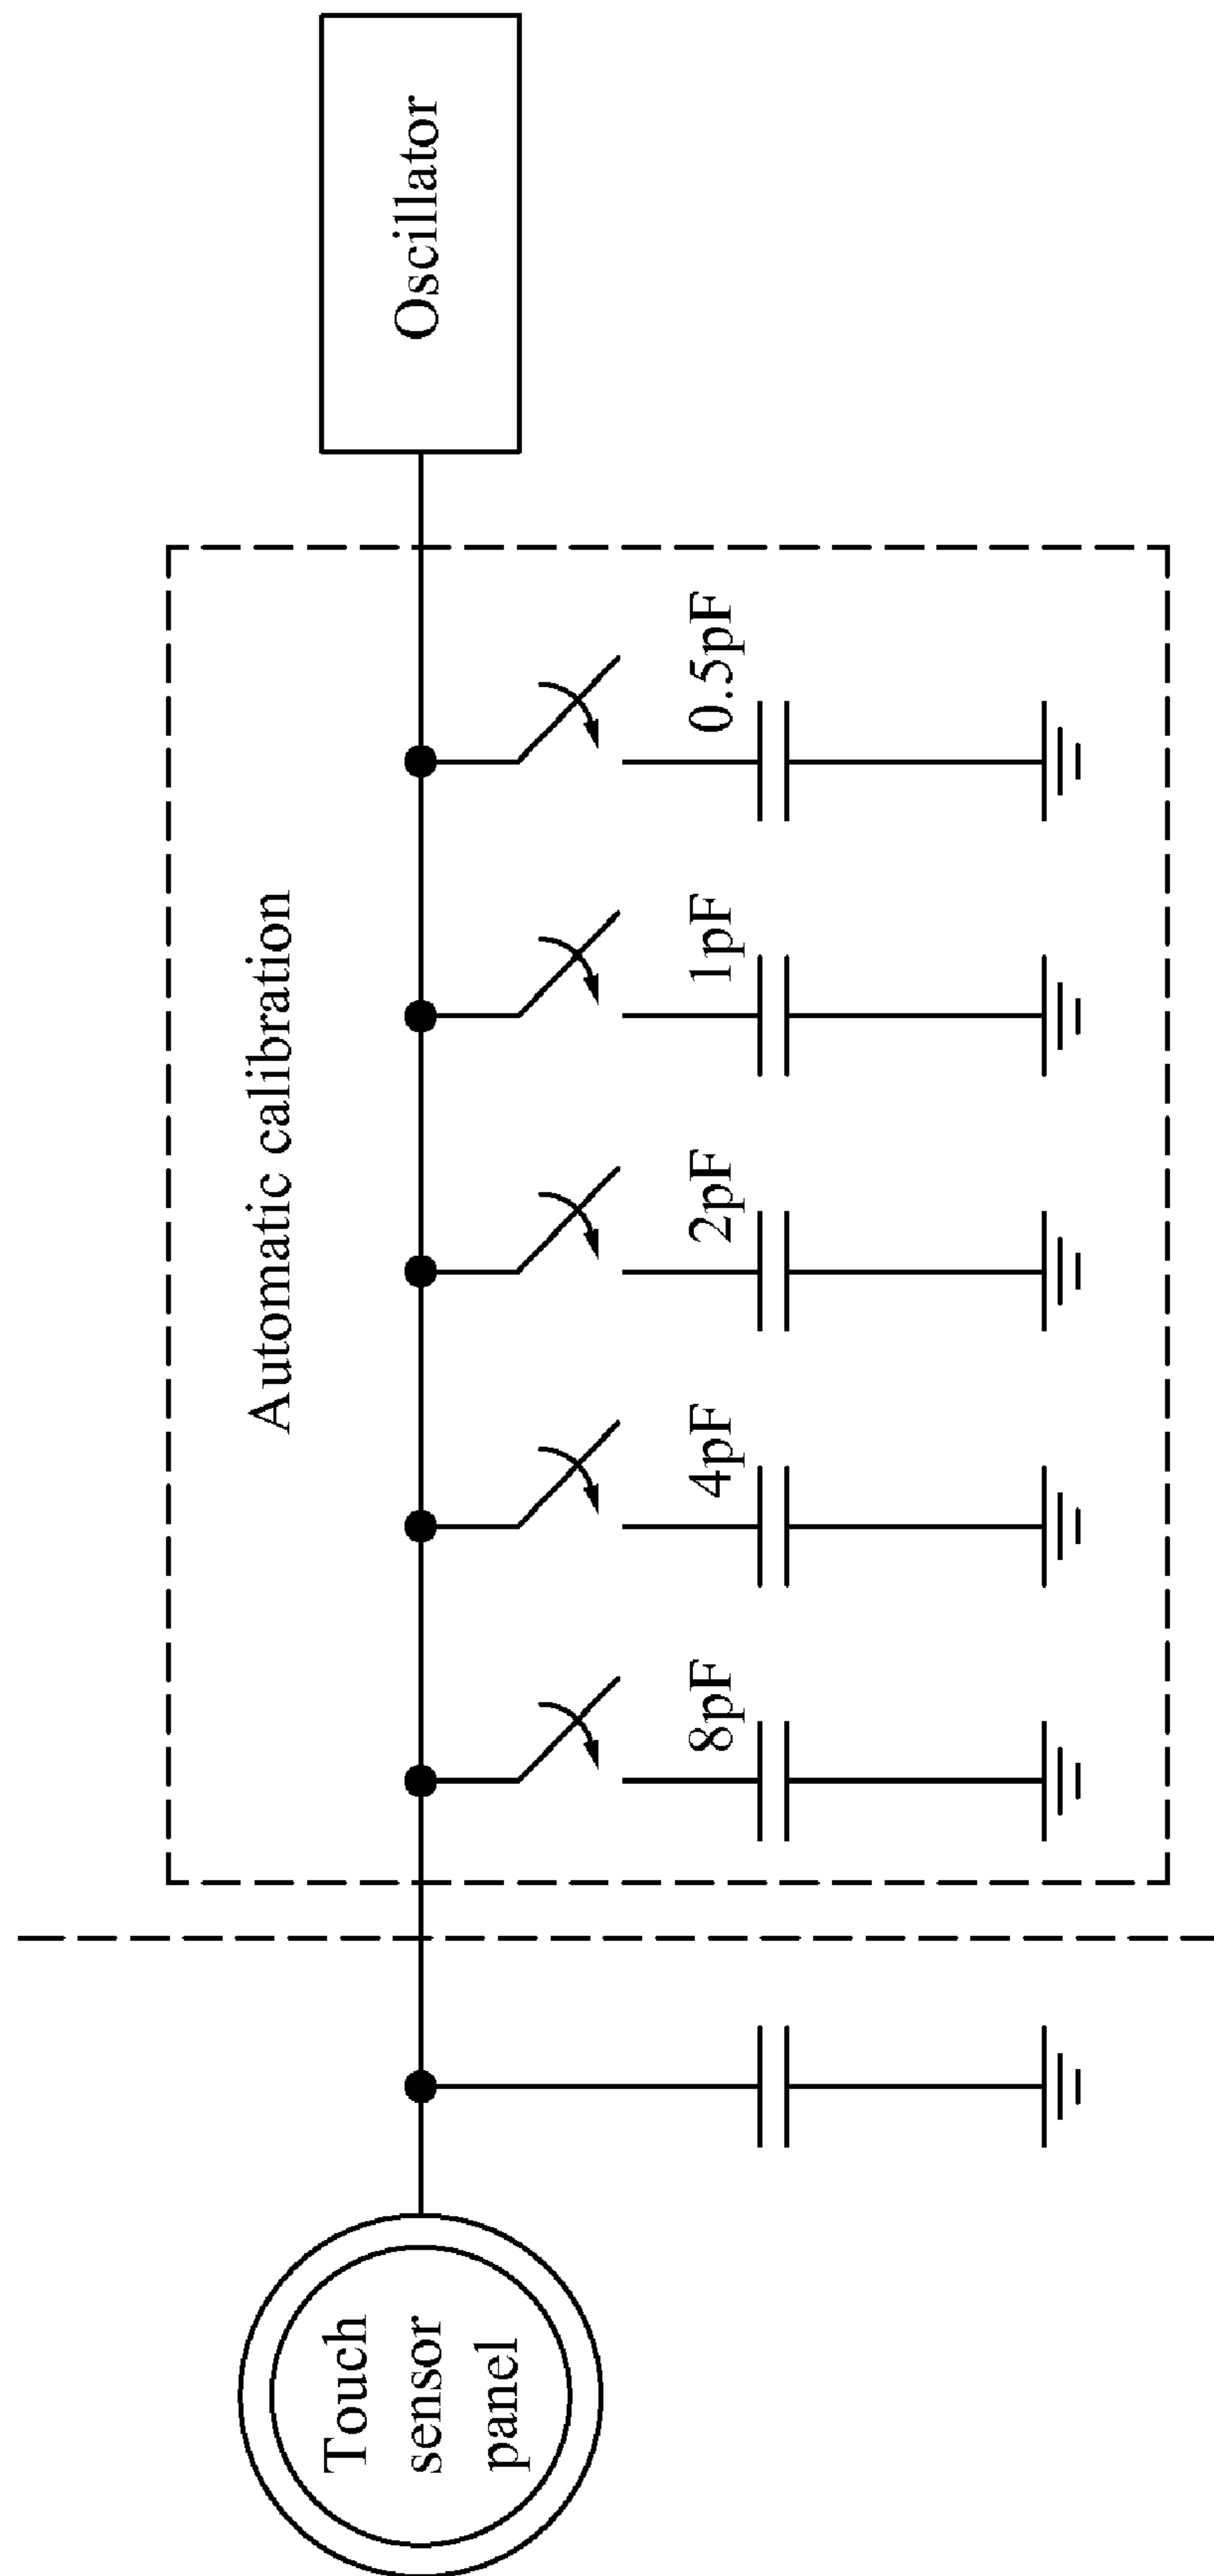 Automatic calibration
Touch
sensor
panel
8pF
4pF
2pF
1pF
0.5pF
Oscillator